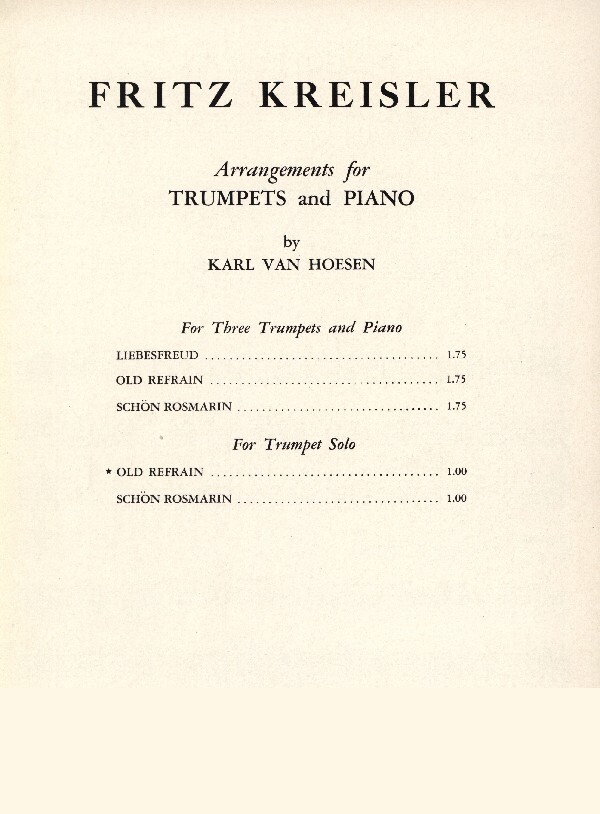 FRITZ KREISLER
Arrangements for
TRUMPETS and PIANO
by
KARL VAN HOESEN
For Three Trumpets and Piano
LIEBESFREUD ........................................ 1.75
OLD REFRAIN ........................................ 1.75
SCHÖN ROSMARIN .................................. 1.75
For Trumpet Solo
★ OLD REFRAIN ........................................ 1.00
SCHÖN ROSMARIN .................................. 1.00